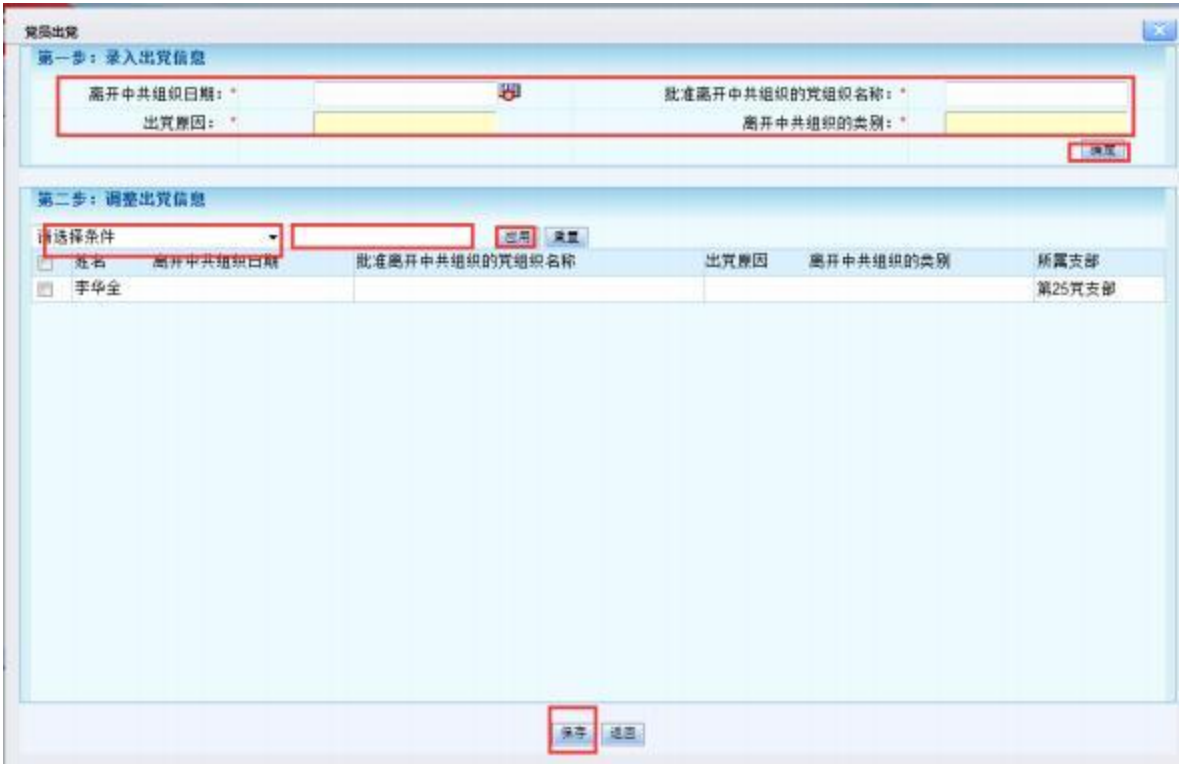 党员出党
第一步：录入出党信息
离开中共组织日期：* 批准离开中共组织的党组织名称：*
出党原因：* 离开中共组织的类别：*
确定
第二步：调整出党信息
请选择条件 应用 重置
姓名 离开中共组织日期 批准离开中共组织的党组织名称 出党原因 离开中共组织的类别 所属支部
李华全 第25党支部
保存 返回